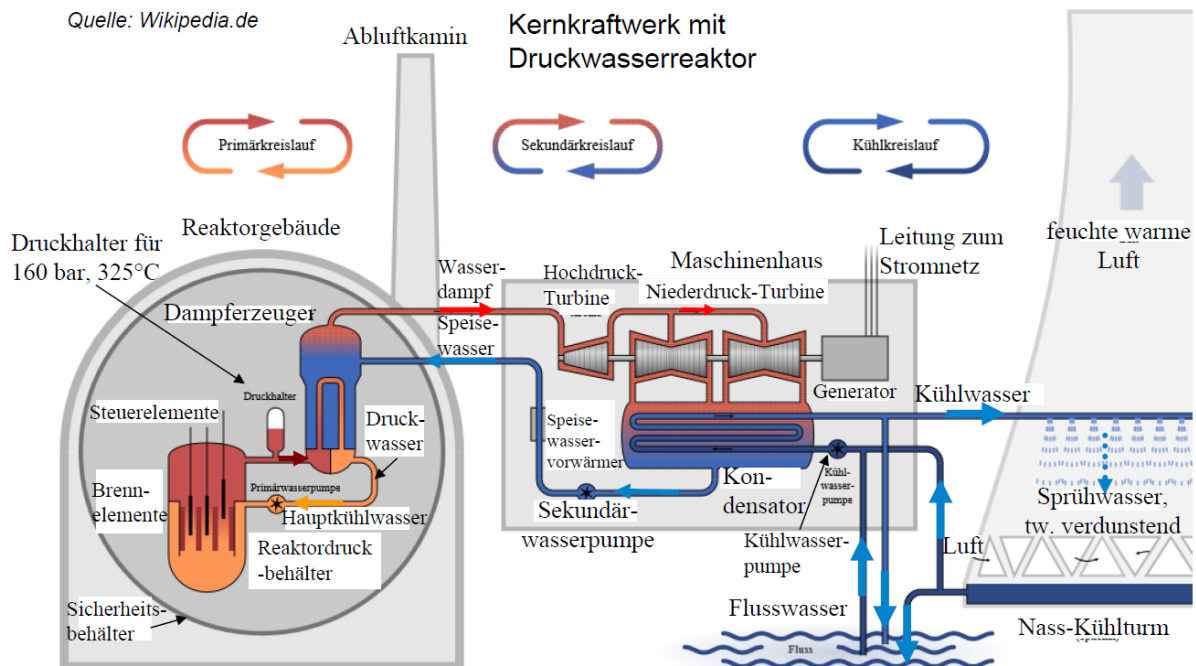 Quelle: Wikipedia.de
Kernkraftwerk mit
Druckwasserreaktor
Abluftkamin
Primärkreislauf
Sekundärkreislauf
Kühlkreislauf
Reaktorgebäude
Druckhalter für
160 bar, 325°C
Dampferzeuger
Wasser-
dampf
Speise-
wasser
Hochdruck-
Turbine
Maschinenhaus
Niederdruck-Turbine
Leitung zum
Stromnetz
feuchte warme
Luft
Druckhalter
Steuerelemente
Druck-
wasser
Brenn-
elemente
Primärwasserpumpe
Hauptkühlwasser
Reaktordruck
-behälter
Sicherheits-
behälter
Speise-
wasser-
vorwärmer
Sekundär-
wasserpumpe
Kon-
densator
Generator
Kühl-
wasser-
pumpe
Kühlwasser-
pumpe
Kühlwasser
Sprühwasser,
tw. verdunstend
Luft
Flusswasser
Fluss
Nass-Kühlturm